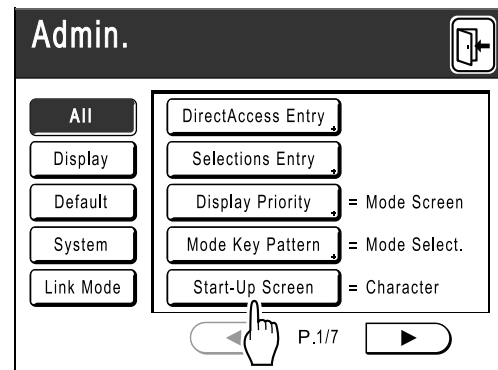 Admin.
All
DirectAccess Entry
Display
Selections Entry
Default
Display Priority = Mode Screen
System
Mode Key Pattern = Mode Select.
Link Mode
Start-Up Screen = Character
P.1/7